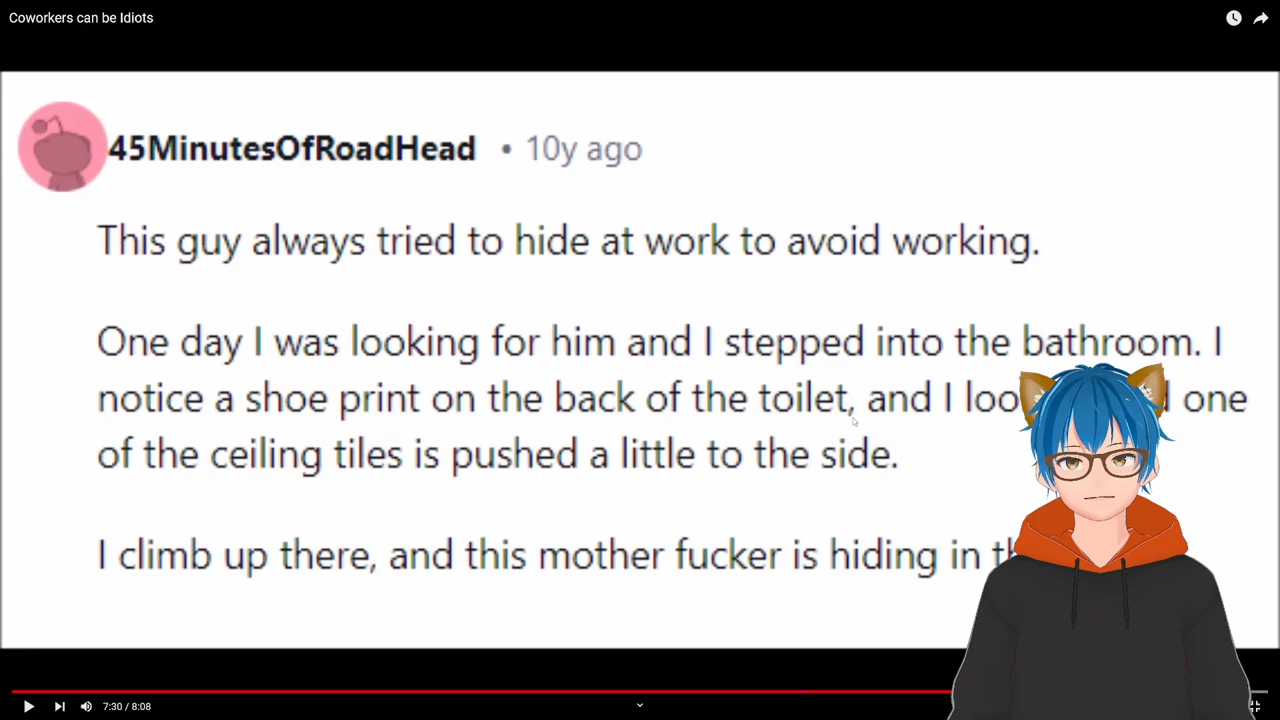 Coworkers can be Idiots
45MinutesOfRoadHead • 10y ago
This guy always tried to hide at work to avoid working.
One day I was looking for him and I stepped into the bathroom. I
notice a shoe print on the back of the toilet, and I loo one
of the ceiling tiles is pushed a little to the side.
I climb up there, and this mother fucker is hiding in th
7:30 / 8:08